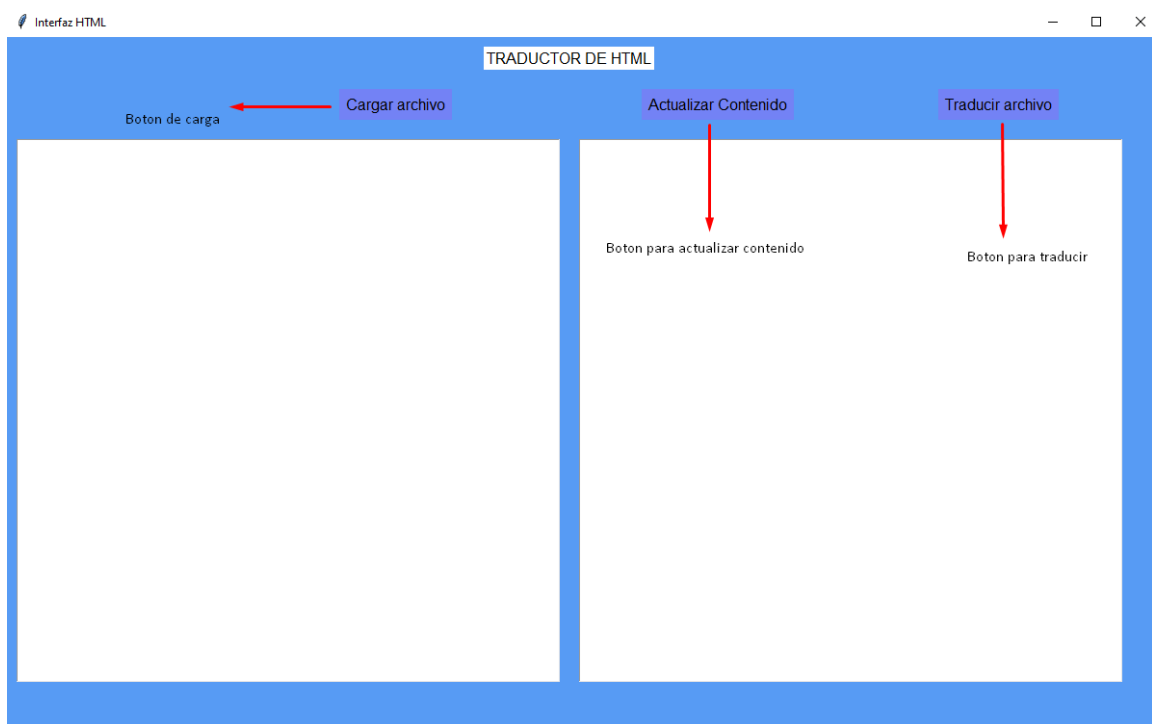 Interfaz HTML
TRADUCTOR DE HTML
Cargar archivo
Actualizar Contenido
Traducir archivo
Boton de carga
Boton para actualizar contenido
Boton para traducir